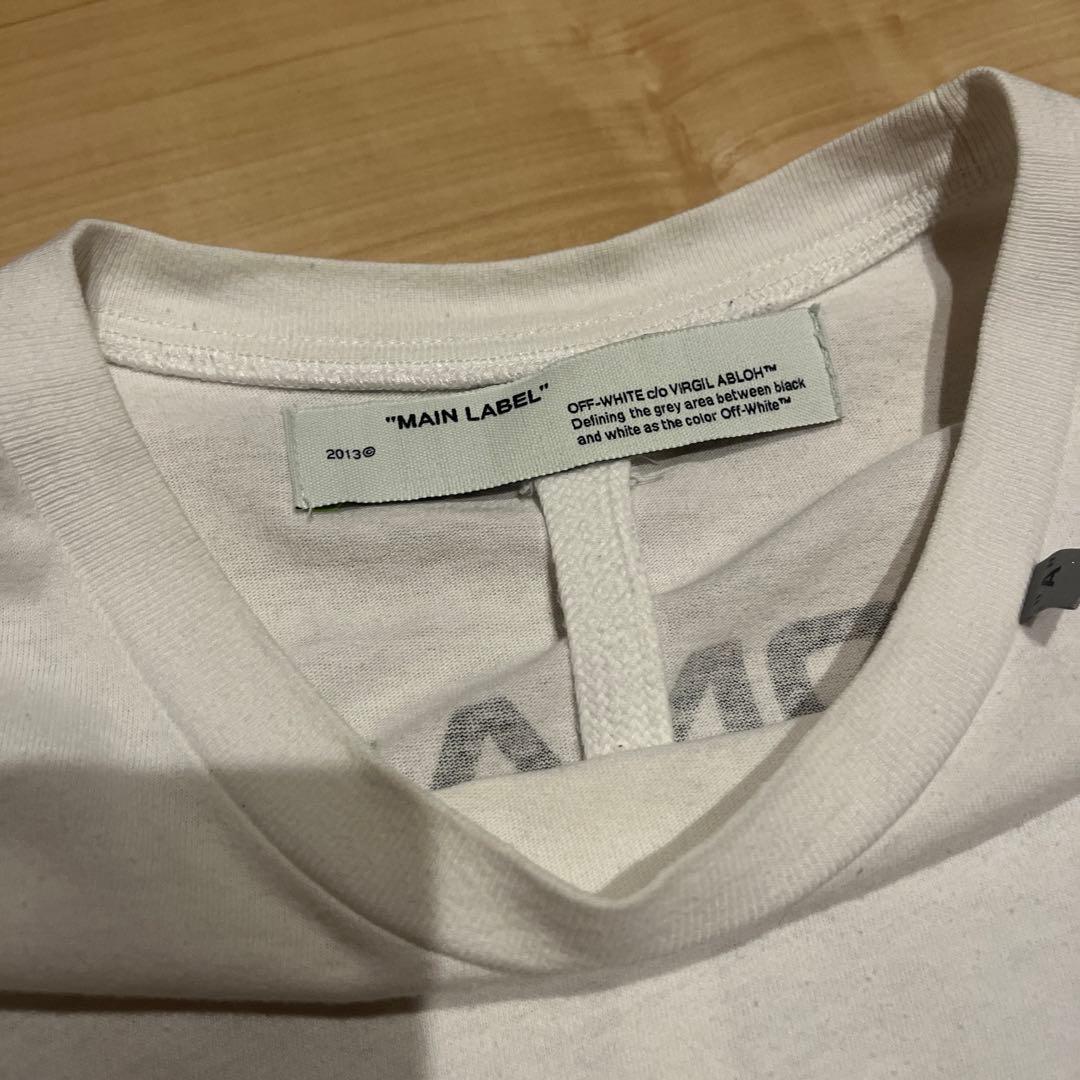 "MAIN LABEL"
2013©
OFF-WHITE c/o VIRGIL ABLOH™
Defining the grey area between black
and white as the color Off-White™
"A"